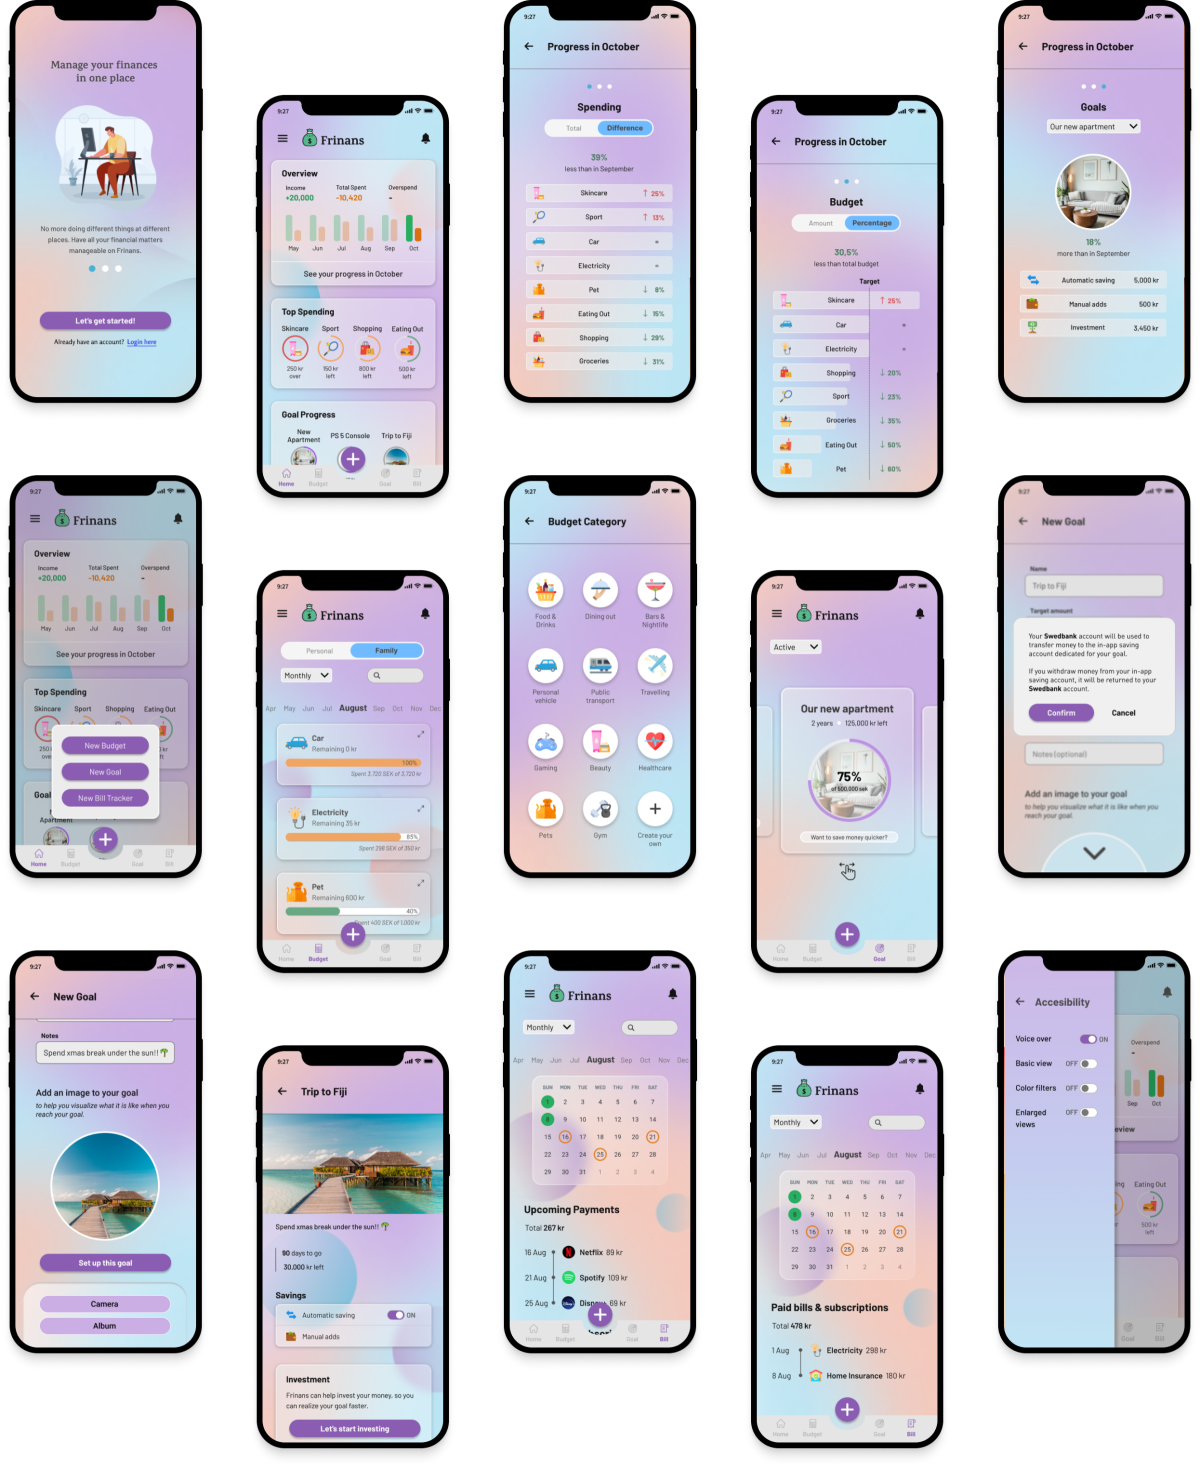 Manage your finances
in one place
No more doing different things at different
places. Have all your financial matters
manageable on Frinans.
Let's get started!
Already have an account? Login here
9:27
Frinans
Overview
Income Total Spent Overspend
+20,000 -10,420 -
May Jun Jul Aug Sep Oct
See your progress in October
Top Spending
Skincare Sport Shopping Eating Out
250 kr 150 kr 800 kr 500 kr
over left left left
Goal Progress
New
Apartment PS 5 Console Trip to Fiji
Home Budget Goal Bill
9:27
Progress in October
Spending
Total Difference
39%
less than in September
Skincare ↑ 25%
Sport ↑ 13%
Car =
Electricity =
Pet ↓ 8%
Eating Out ↓ 15%
Shopping ↓ 29%
Groceries ↓ 31%
9:27
Progress in October
Budget
Amount Percentage
30,5%
less than total budget
Target
Skincare ↑ 25%
Car =
Electricity =
Shopping ↓ 20%
Sport ↓ 23%
Groceries ↓ 35%
Eating Out ↓ 50%
Pet ↓ 60%
9:27
Progress in October
Goals
Our new apartment
18%
more than in September
Automatic saving 5,000 kr
Manual adds 500 kr
Investment 3,450 kr
9:27
Frinans
Overview
Income Total Spent Overspend
+20,000 -10,420 -
May Jun Jul Aug Sep Oct
See your progress in October
Top Spending
Skincare Sport Shopping Eating Out
New Budget
New Goal
New Bill Tracker
Home Budget Goal Bill
9:27
Frinans
Personal Family
Monthly
Apr May Jun Jul August Sep Oct Nov Dec
Car
Remaining 0 kr
100%
Spent 3,720 SEK of 3,720 kr
Electricity
Remaining 35 kr
85%
Spent 298 SEK of 350 kr
Pet
Remaining 600 kr
40%
Spent 400 SEK of 1,000 kr
Home Budget Goal Bill
9:27
Budget Category
Food &
Drinks
Dining out
Bars &
Nightlife
Personal
vehicle
Public
transport
Travelling
Gaming
Beauty
Healthcare
Pets
Gym
Create your
own
9:27
Frinans
Active
Our new apartment
2 years 125,000 kr left
75%
of 500,000 sek
Want to save money quicker?
Home Budget Goal Bill
9:27
New Goal
Name
Trip to Fiji
Target amount
Your Swedbank account will be used to
transfer money to the in-app saving
account dedicated for your goal.
If you withdraw money from your in-app
saving account, it will be returned to your
Swedbank account.
Confirm Cancel
Notes (optional)
Add an image to your goal
to help you visualize what it is like when you
reach your goal.
9:27
New Goal
Notes
Spend xmas break under the sun!!
Add an image to your goal
to help you visualize what it is like when you
reach your goal.
Set up this goal
Camera
Album
9:27
Trip to Fiji
Spend xmas break under the sun!!
90 days to go
30,000 kr left
Savings
Automatic saving ON
Manual adds
Investment
Frinans can help invest your money, so you
can realize your goal faster.
Let's start investing
9:27
Frinans
Monthly
Apr May Jun Jul August Sep Oct Nov Dec
SUN MON TUE WED THU FRI SAT
1 2 3 4 5 6 7
8 9 10 11 12 13 14
15 16 17 18 19 20 21
22 23 24 25 26 27 28
29 30 31 1 2 3 4
Upcoming Payments
Total 267 kr
16 Aug Netflix 89 kr
21 Aug Spotify 109 kr
25 Aug Disney 69 kr
Home Budget Goal Bill
9:27
Frinans
Monthly
Apr May Jun Jul August Sep Oct Nov Dec
SUN MON TUE WED THU FRI SAT
1 2 3 4 5 6 7
8 9 10 11 12 13 14
15 16 17 18 19 20 21
22 23 24 25 26 27 28
29 30 31 1 2 3 4
Paid bills & subscriptions
Total 478 kr
1 Aug Electricity 298 kr
8 Aug Home Insurance 180 kr
Home Budget Goal Bill
9:27
Accesibility
Voice over ON
Basic view OFF
Color filters OFF
Enlarged OFF
views
Overspend
-
Sep Oct
Eating Out
500 kr
left
Goal Bill